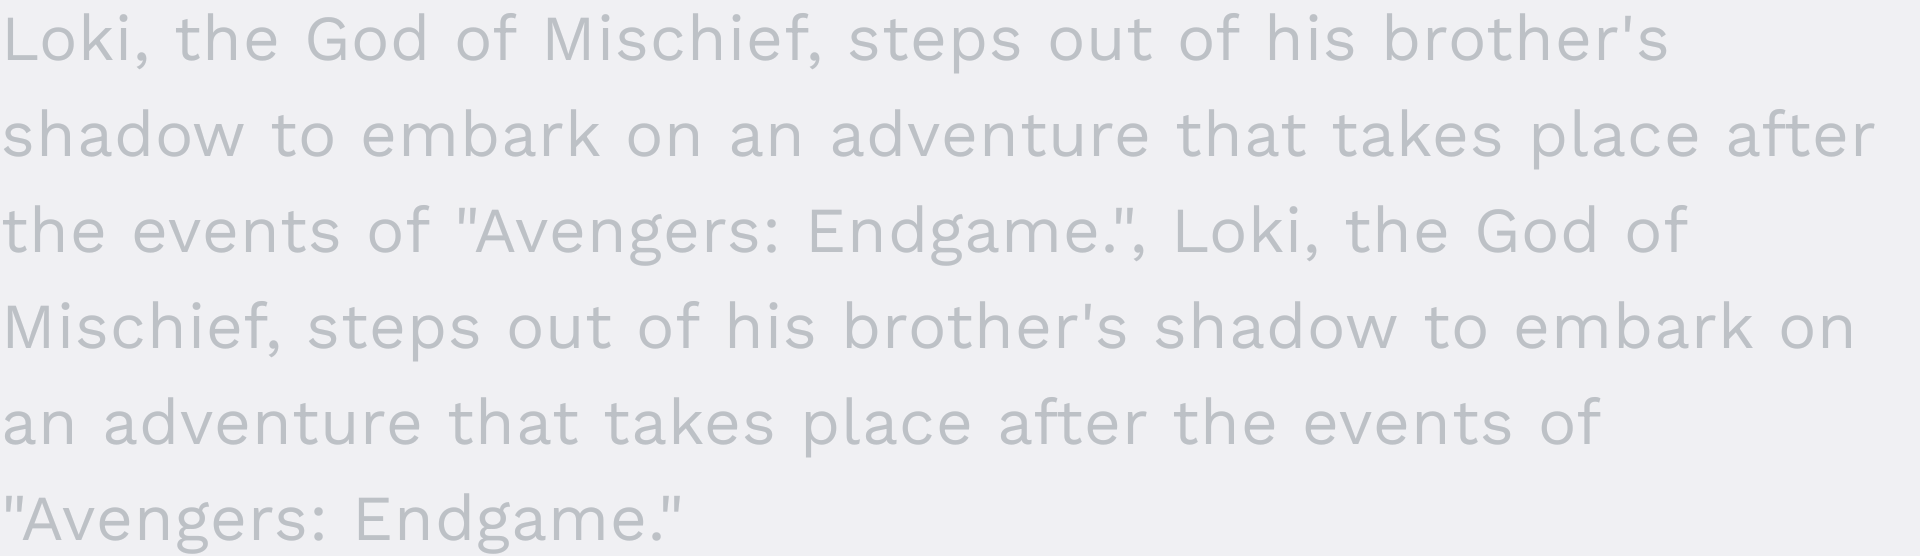 Loki, the God of Mischief, steps out of his brother's
shadow to embark on an adventure that takes place after
the events of "Avengers: Endgame.", Loki, the God of
Mischief, steps out of his brother's shadow to embark on
an adventure that takes place after the events of
"Avengers: Endgame."